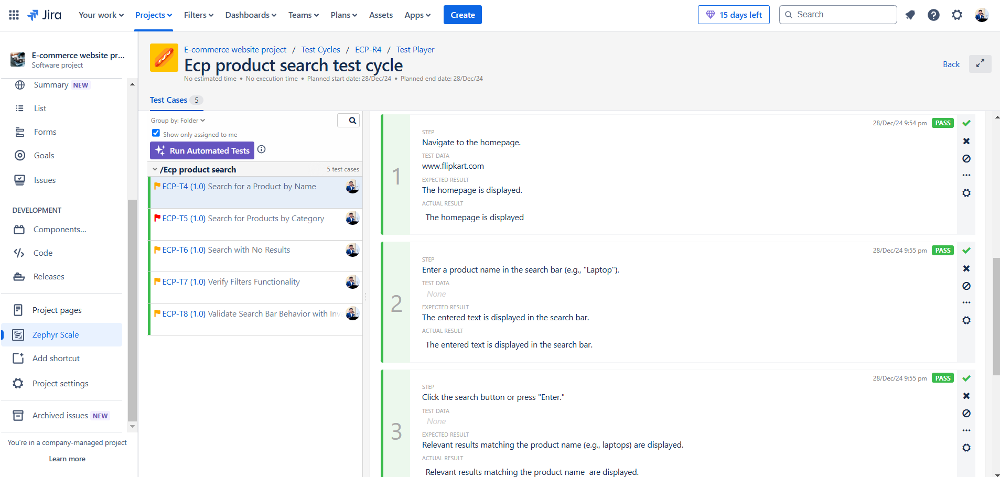 Jira
Your work
Projects
Filters
Dashboards
Teams
Plans
Assets
Apps
Create
15 days left
Search
E-commerce website pr...
Software project
Summary NEW
List
Forms
Goals
Issues
DEVELOPMENT
Components...
Code
Releases
Project pages
Zephyr Scale
Add shortcut
Project settings
Archived issues NEW
You're in a company-managed project
Learn more
E-commerce website project / Test Cycles / ECP-R4 / Test Player
Ecp product search test cycle
No estimated time • No execution time • Planned start date: 28/Dec/24 • Planned end date: 28/Dec/24
Back
Test Cases 5
Group by: Folder
Show only assigned to me
Run Automated Tests
/Ecp product search 5 test cases
ECP-T4 (1.0) Search for a Product by Name
ECP-T5 (1.0) Search for Products by Category
ECP-T6 (1.0) Search with No Results
ECP-T7 (1.0) Verify Filters Functionality
ECP-T8 (1.0) Validate Search Bar Behavior with Inva
28/Dec/24 9:54 pm PASS
1
STEP
Navigate to the homepage.
TEST DATA
www.flipkart.com
EXPECTED RESULT
The homepage is displayed.
ACTUAL RESULT
The homepage is displayed
28/Dec/24 9:55 pm PASS
2
STEP
Enter a product name in the search bar (e.g., "Laptop").
TEST DATA
None
EXPECTED RESULT
The entered text is displayed in the search bar.
ACTUAL RESULT
The entered text is displayed in the search bar.
28/Dec/24 9:55 pm PASS
3
STEP
Click the search button or press "Enter."
TEST DATA
None
EXPECTED RESULT
Relevant results matching the product name (e.g., laptops) are displayed.
ACTUAL RESULT
Relevant results matching the product name  are displayed.